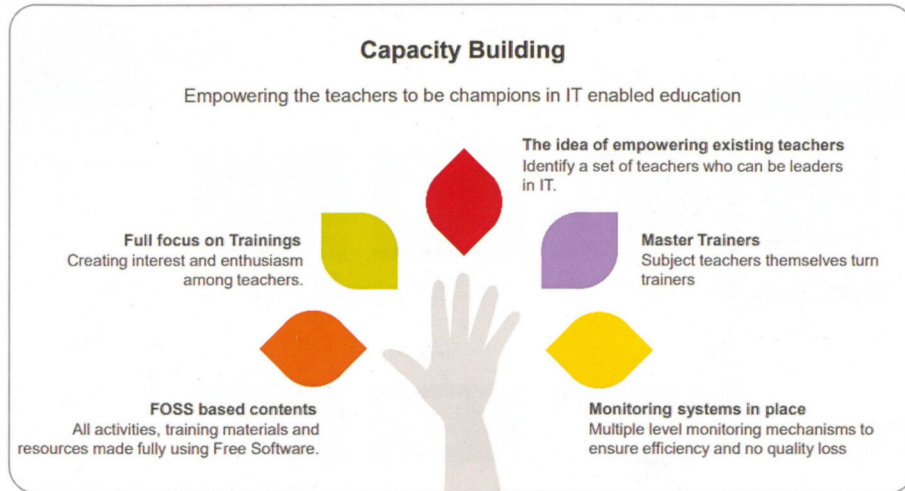 Capacity Building
Empowering the teachers to be champions in IT enabled education
The idea of empowering existing teachers
Identify a set of teachers who can be leaders
in IT.
Full focus on Trainings
Creating interest and enthusiasm
among teachers.
Master Trainers
Subject teachers themselves turn
trainers
FOSS based contents
All activities, training materials and
resources made fully using Free Software.
Monitoring systems in place
Multiple level monitoring mechanisms to
ensure efficiency and no quality loss